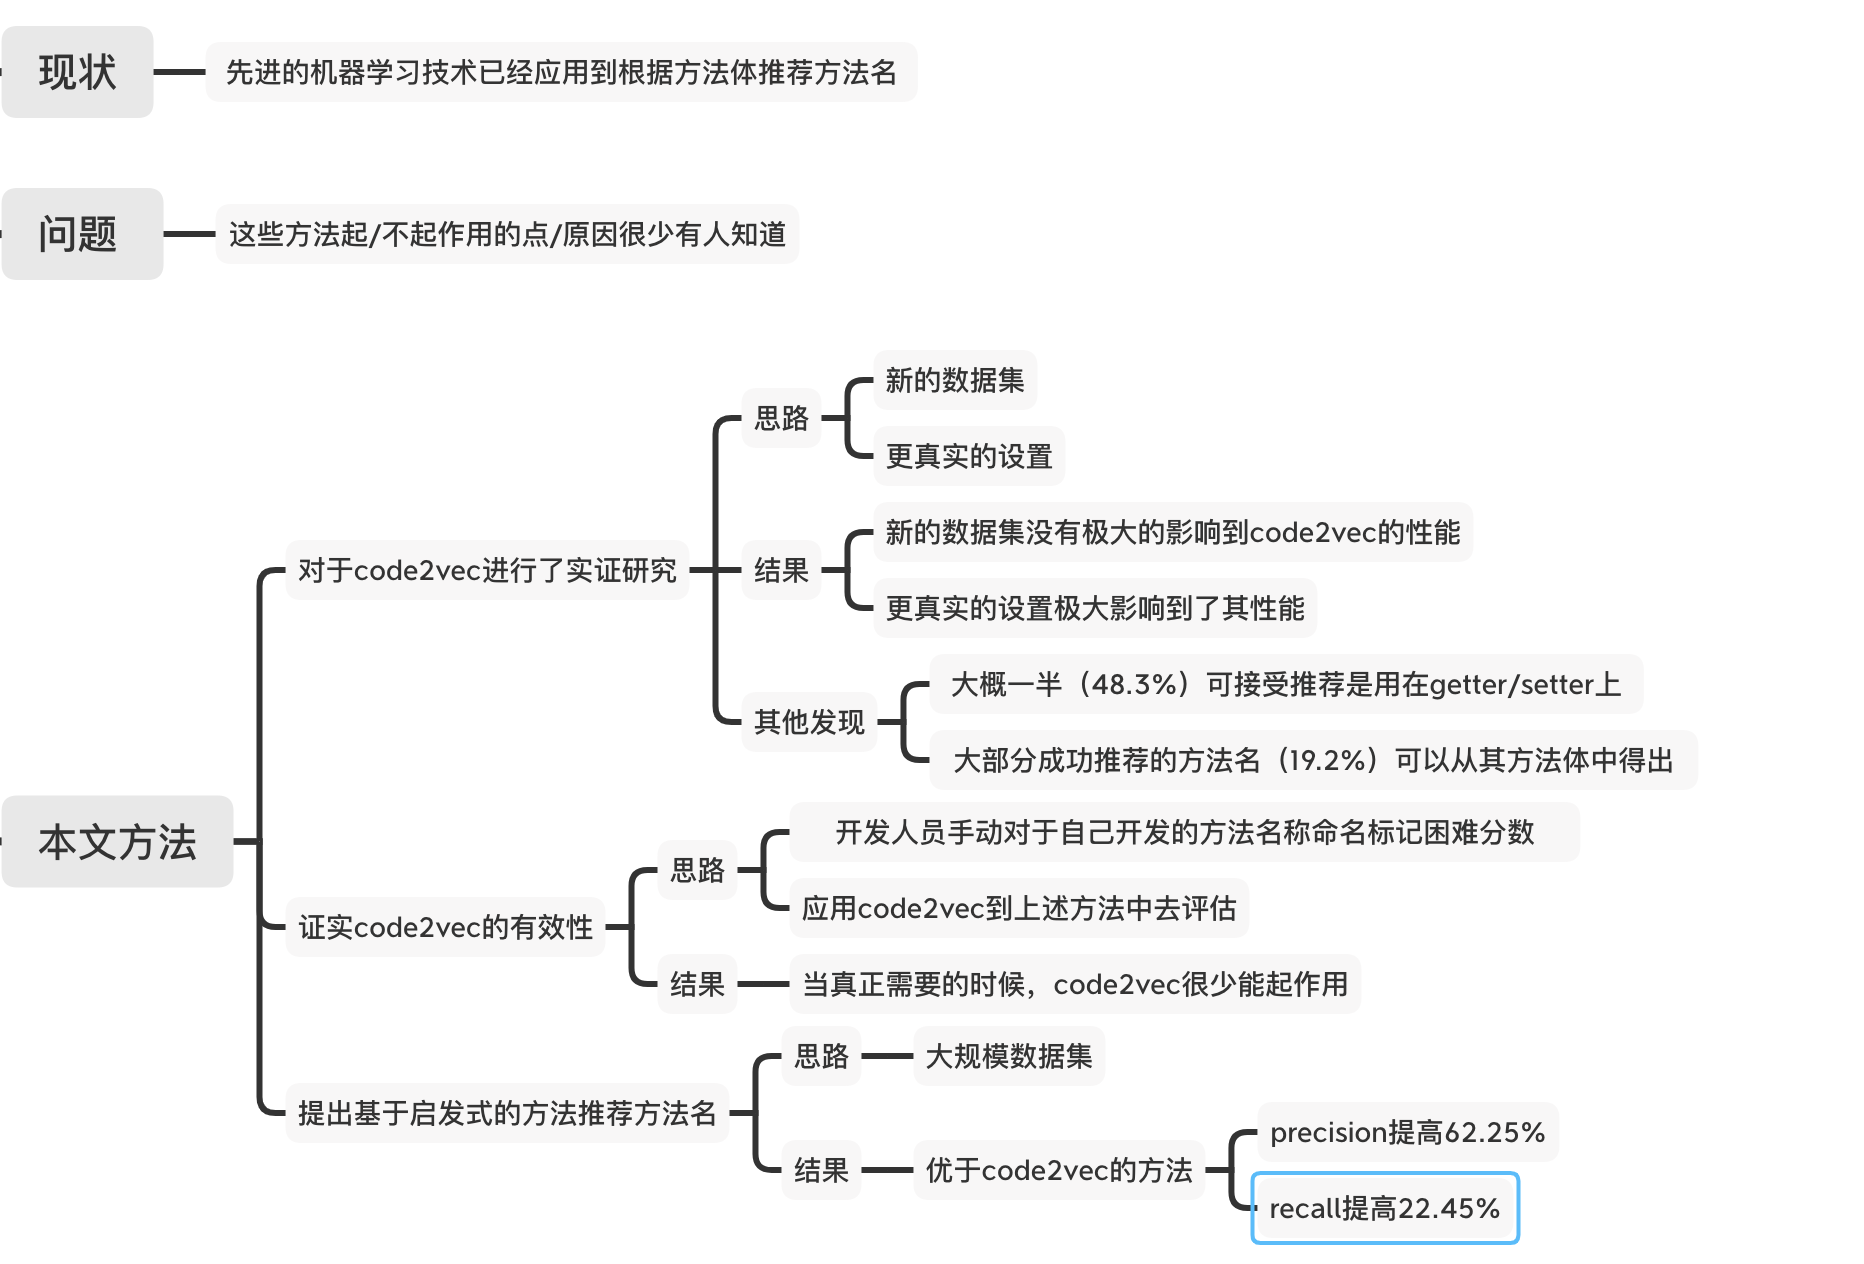 现状
先进的机器学习技术已经应用到根据方法体推荐方法名
问题
这些方法起/不起作用的点/原因很少有人知道
本文方法
对于code2vec进行了实证研究
思路
新的数据集
更真实的设置
结果
新的数据集没有极大的影响到code2vec的性能
更真实的设置极大影响到了其性能
其他发现
大概一半（48.3%）可接受推荐是用在getter/setter上
大部分成功推荐的方法名（19.2%）可以从其方法体中得出
证实code2vec的有效性
思路
开发人员手动对于自己开发的方法名称命名标记困难分数
应用code2vec到上述方法中去评估
结果
当真正需要的时候，code2vec很少能起作用
提出基于启发式的方法推荐方法名
思路
大规模数据集
结果
优于code2vec的方法
precision提高62.25%
recall提高22.45%